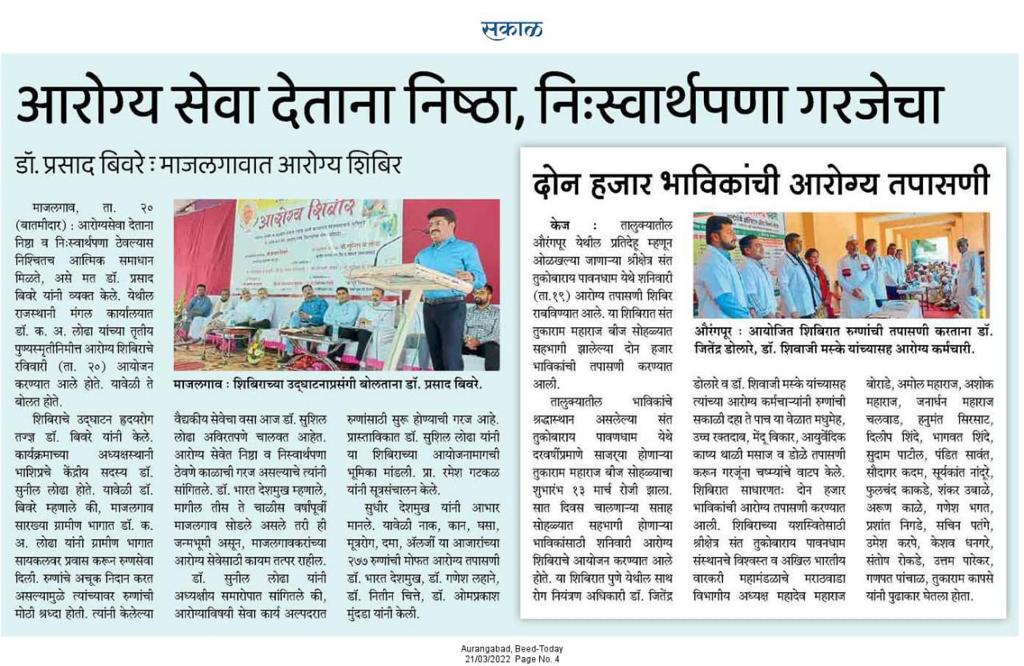 सकाळ
आरोग्य सेवा देताना निष्ठा, निःस्वार्थपणा गरजेचा
डॉ. प्रसाद बिवरे : माजलगावात आरोग्य शिबिर
माजलगाव, ता. २०
(बातमीदार) : आरोग्यसेवा देताना
निष्ठा व निःस्वार्थपणा ठेवल्यास
निश्चितच आत्मिक समाधान
मिळते, असे मत डॉ. प्रसाद
बिवरे यांनी व्यक्त केले. येथील
राजस्थानी मंगल कार्यालयात
डॉ. क. अ. लोढा यांच्या तृतीय
पुण्यस्मृतीनिमीत्त आरोग्य शिबिराचे
रविवारी (ता. २०) आयोजन
करण्यात आले होते. यावेळी ते
बोलत होते.
शिबिराचे उद्घाटन हृदयरोग
तज्ज्ञ डॉ. बिवरे यांनी केले.
कार्यक्रमाच्या अध्यक्षस्थानी
भाशिप्रचे केंद्रीय सदस्य डॉ.
सुनील लोढा होते. यावेळी डॉ.
बिवरे म्हणाले की, माजलगाव
सारख्या ग्रामीण भागात डॉ. क.
अ. लोढा यांनी ग्रामीण भागात
सायकलवर प्रवास करून रुग्णसेवा
दिली. रुग्णांचे अचूक निदान करत
असल्यामुळे त्यांच्यावर रुग्णांची
मोठी श्रध्दा होती. त्यांनी केलेल्या
आरोग्य शिबीर
माजलगाव : शिबिराच्या उद्घाटनाप्रसंगी बोलताना डॉ. प्रसाद बिवरे.
वैद्यकीय सेवेचा वसा आज डॉ. सुशिल
लोढा अविरतपणे चालवत आहेत.
आरोग्य सेवेत निष्ठा व निस्वार्थपणा
ठेवणे काळाची गरज असल्याचे त्यांनी
सांगितले. डॉ. भारत देशमुख म्हणाले,
मागील तीस ते चाळीस वर्षांपूर्वी
माजलगाव सोडले असले तरी ही
जन्मभूमी असून, माजलगावकरांच्या
आरोग्य सेवेसाठी कायम तत्पर राहील.
डॉ. सुनील लोढा यांनी
अध्यक्षीय समारोपात सांगितले की,
आरोग्याविषयी सेवा कार्य अल्पदरात
रुग्णांसाठी सुरू होण्याची गरज आहे.
प्रास्ताविकात डॉ. सुशील लोढा यांनी
या शिबिराच्या आयोजनामागची
भूमिका मांडली. प्रा. रमेश गटकळ
यांनी सूत्रसंचालन केले.
सुधीर देशमुख यांनी आभार
मानले. यावेळी नाक, कान, घसा,
मूत्ररोग, दमा, ॲलर्जी या आजारांच्या
२७७ रुग्णांची मोफत आरोग्य तपासणी
डॉ. भारत देशमुख, डॉ. गणेश लहाने,
डॉ. नितीन चित्ते, डॉ. ओमप्रकाश
मुंदडा यांनी केली.
दोन हजार भाविकांची आरोग्य तपासणी
केज : तालुक्यातील
औरंगपूर येथील प्रतिदेहू म्हणून
ओळखल्या जाणाऱ्या श्रीक्षेत्र संत
तुकोबाराय पावनधाम येथे शनिवारी
(ता.१९) आरोग्य तपासणी शिबिर
राबविण्यात आले. या शिबिरात संत
तुकाराम महाराज बीज सोहळ्यात
सहभागी झालेल्या दोन हजार
भाविकांची तपासणी करण्यात
आली.
तालुक्यातील भाविकांचे
श्रद्धास्थान असलेल्या संत
तुकोबाराय पावणधाम येथे
दरवर्षीप्रमाणे साजऱ्या होणाऱ्या
तुकाराम महाराज बीज सोहळ्याचा
शुभारंभ १३ मार्च रोजी झाला.
सात दिवस चालणाऱ्या सताह
सोहळ्यात सहभागी होणाऱ्या
भाविकांसाठी शनिवारी आरोग्य
शिबिराचे आयोजन करण्यात आले
होते. या शिबिरात पुणे येथील साथ
रोग नियंत्रण अधिकारी डॉ. जितेंद्र
औरंगपूर : आयोजित शिबिरात रुग्णांची तपासणी करताना डॉ.
जितेंद्र डोलारे, डॉ. शिवाजी मस्के यांच्यासह आरोग्य कर्मचारी.
डोलारे व डॉ. शिवाजी मस्के यांच्यासह
त्यांच्या आरोग्य कर्मचाऱ्यांनी रुग्णांची
सकाळी दहा ते पाच या वेळात मधुमेह,
उच्च रक्तदाब, मेंदू विकार, आयुर्वेदिक
काष्य थाळी मसाज व डोळे तपासणी
करून गरजूंना चष्म्यांचे वाटप केले.
शिबिरात साधारणतः दोन हजार
भाविकांची आरोग्य तपासणी करण्यात
आली. शिबिराच्या यशस्वितेसाठी
श्रीक्षेत्र संत तुकोबाराय पावनधाम
संस्थानचे विश्वस्त व अखिल भारतीय
वारकरी महामंडळाचे मराठवाडा
विभागीय अध्यक्ष महादेव महाराज
बोराडे, अमोल महाराज, अशोक
महाराज, जनार्धन महाराज
चलवाड, हनुमंत सिरसाट,
दिलीप शिंदे, भागवत शिंदे,
सुदाम पाटील, पंडित सावंत,
सौदागर कदम, सूर्यकांत नांदूरे,
फुलचंद काकडे, शंकर उबाळे,
अरूण काळे, गणेश भगत,
प्रशांत निगडे, सचिन पतंगे,
उमेश करपे, केशव धनगरे,
संतोष रोकडे, उत्तम पारेकर,
गणपत पांचाळ, तुकाराम कापसे
यांनी पुढाकार घेतला होता.
Aurangabad, Beed-Today
21/03/2022 Page No. 4